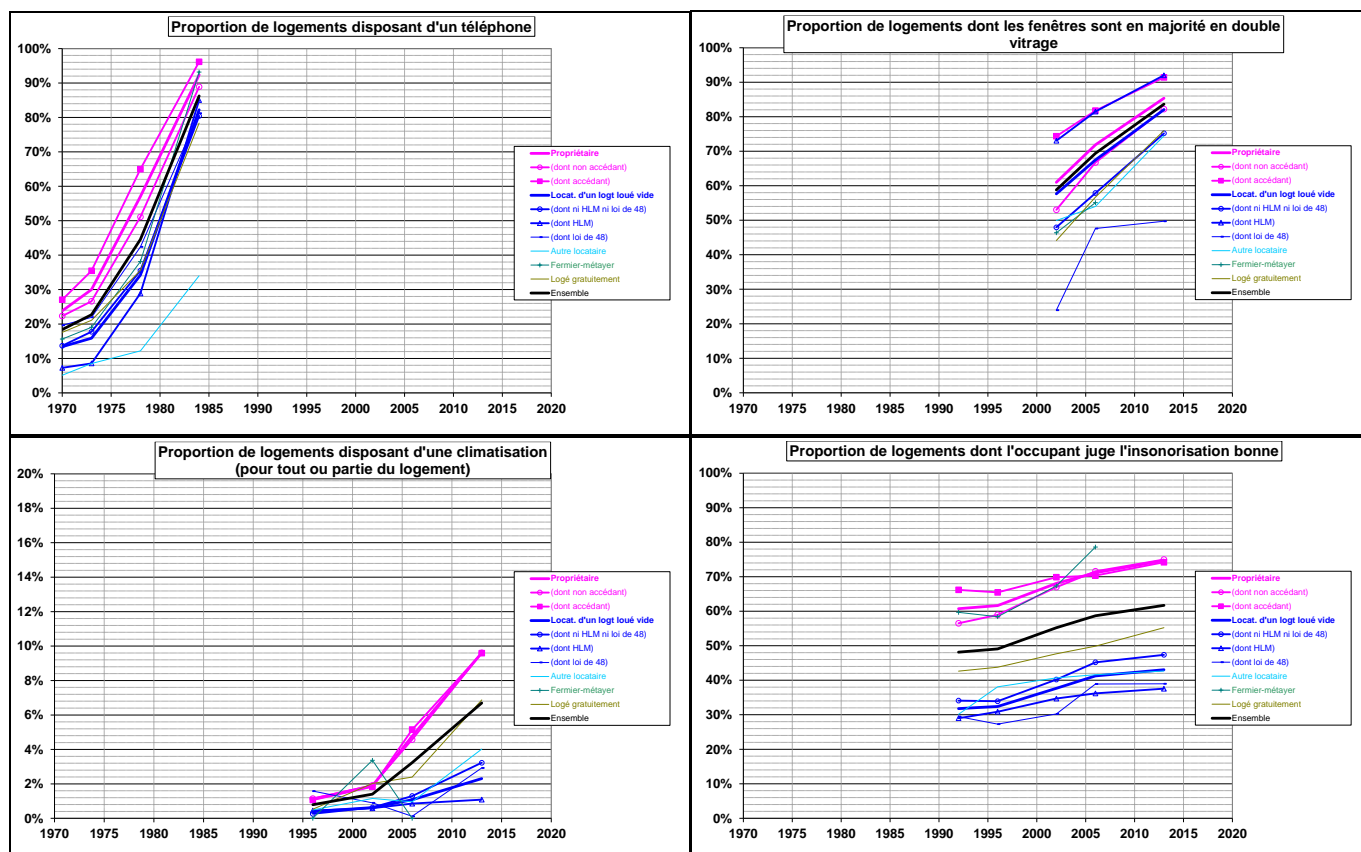 Proportion de logements disposant d'un téléphone
100%
90%
80%
70%
60%
50%
40%
30%
20%
10%
0%
1970 1975 1980 1985 1990 1995 2000 2005 2010 2015 2020
Propriétaire
(dont non accédant)
(dont accédant)
Locat. d'un logt loué vide
(dont ni HLM ni loi de 48)
(dont HLM)
(dont loi de 48)
Autre locataire
Fermier-métayer
Logé gratuitement
Ensemble
Proportion de logements dont les fenêtres sont en majorité en double
vitrage
100%
90%
80%
70%
60%
50%
40%
30%
20%
10%
0%
1970 1975 1980 1985 1990 1995 2000 2005 2010 2015 2020
Propriétaire
(dont non accédant)
(dont accédant)
Locat. d'un logt loué vide
(dont ni HLM ni loi de 48)
(dont HLM)
(dont loi de 48)
Autre locataire
Fermier-métayer
Logé gratuitement
Ensemble
Proportion de logements disposant d'une climatisation
(pour tout ou partie du logement)
20%
18%
16%
14%
12%
10%
8%
6%
4%
2%
0%
1970 1975 1980 1985 1990 1995 2000 2005 2010 2015 2020
Propriétaire
(dont non accédant)
(dont accédant)
Locat. d'un logt loué vide
(dont ni HLM ni loi de 48)
(dont HLM)
(dont loi de 48)
Autre locataire
Fermier-métayer
Logé gratuitement
Ensemble
Proportion de logements dont l'occupant juge l'insonorisation bonne
100%
90%
80%
70%
60%
50%
40%
30%
20%
10%
0%
1970 1975 1980 1985 1990 1995 2000 2005 2010 2015 2020
Propriétaire
(dont non accédant)
(dont accédant)
Locat. d'un logt loué vide
(dont ni HLM ni loi de 48)
(dont HLM)
(dont loi de 48)
Autre locataire
Fermier-métayer
Logé gratuitement
Ensemble